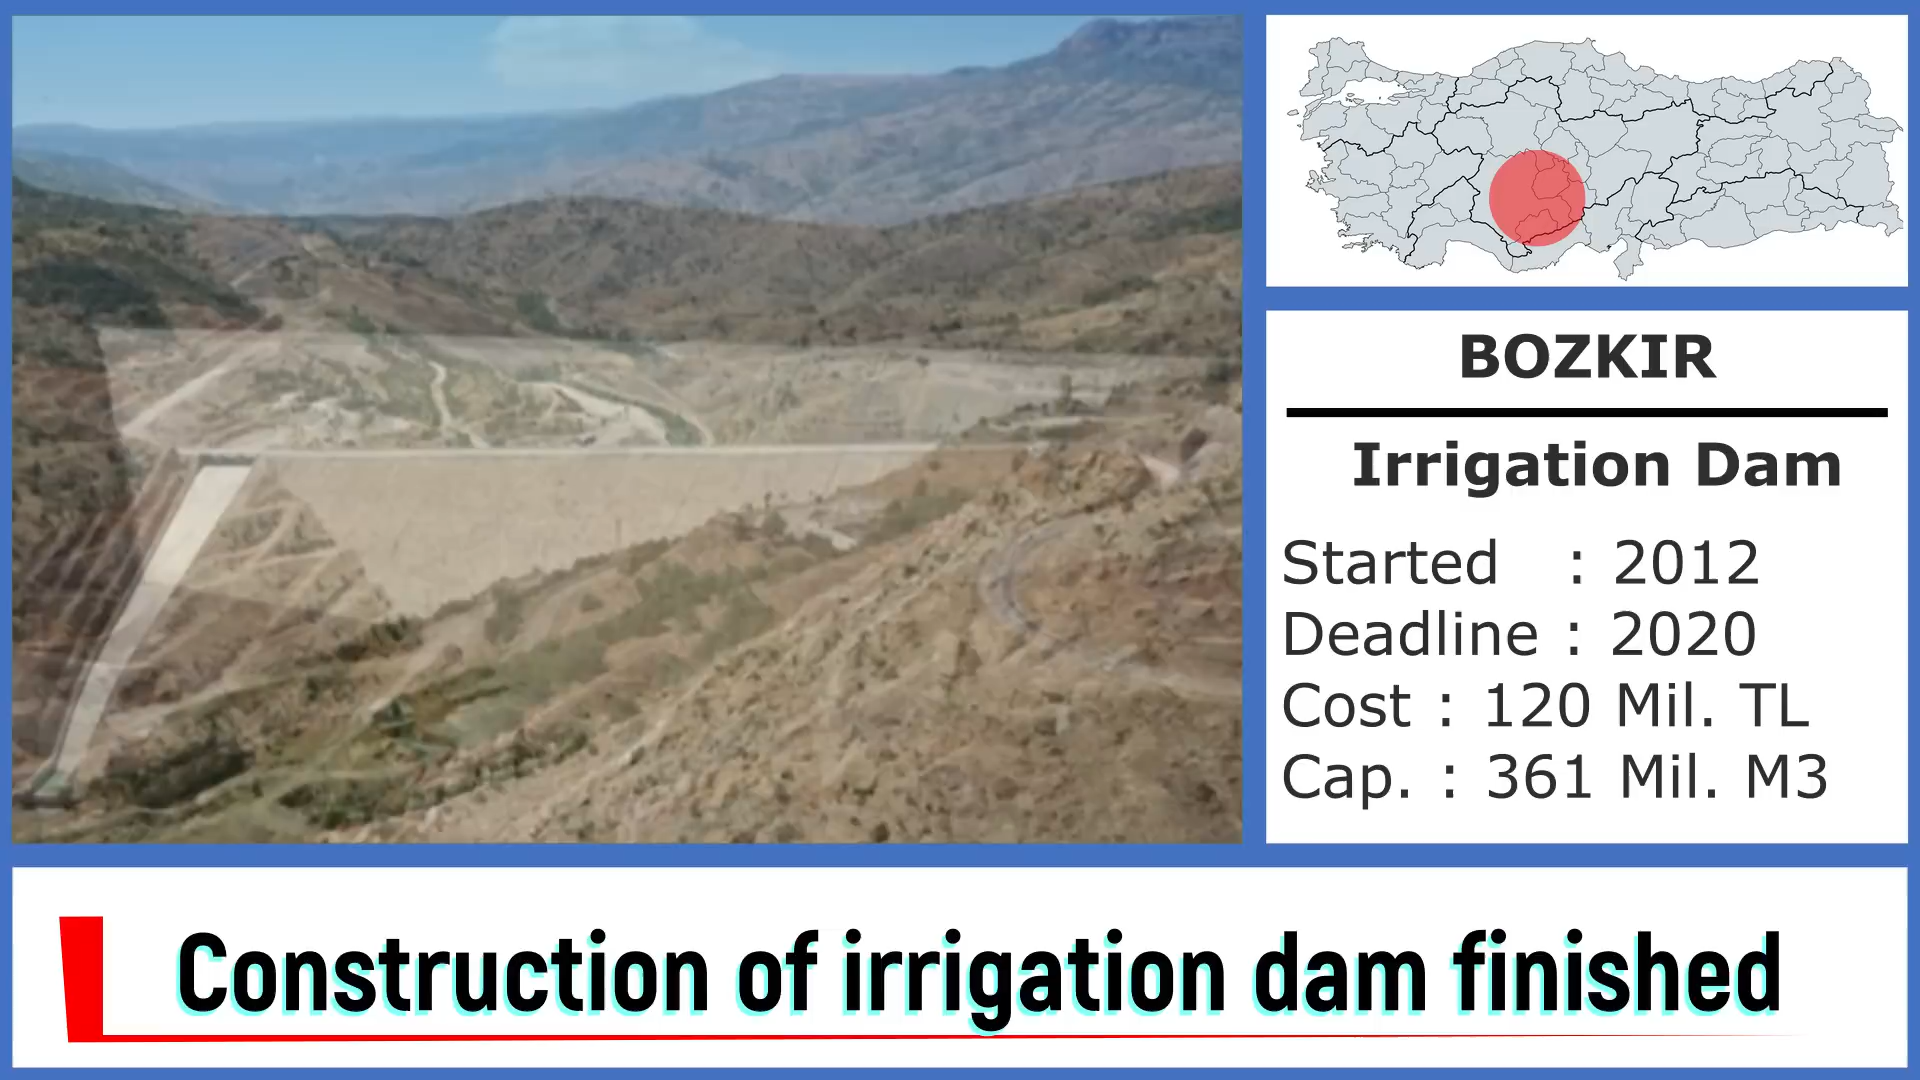 BOZKIR
Irrigation Dam
Started : 2012
Deadline : 2020
Cost : 120 Mil. TL
Cap. : 361 Mil. M3
Construction of irrigation dam finished